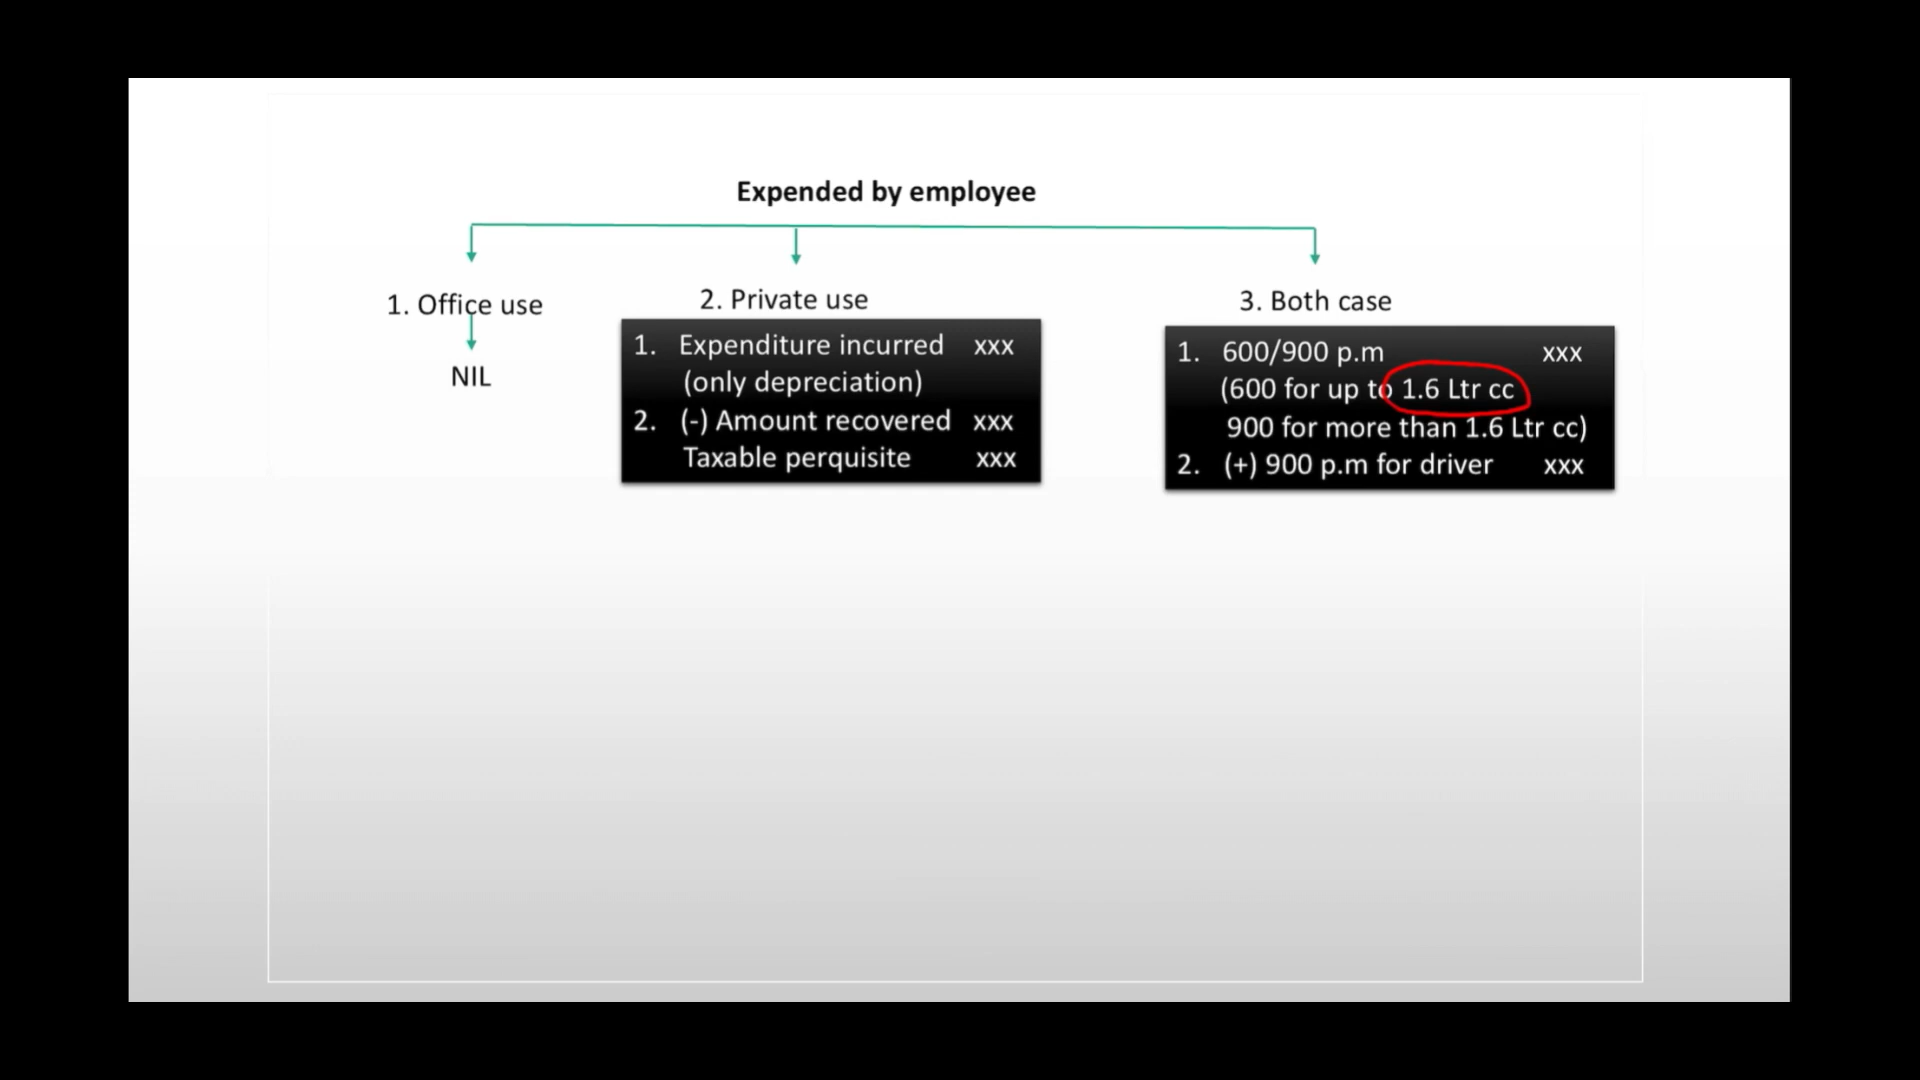 Expended by employee
1. Office use
NIL
2. Private use
1. Expenditure incurred xxx
(only depreciation)
2. (-) Amount recovered xxx
Taxable perquisite xxx
3. Both case
1. 600/900 p.m xxx
(600 for up to 1.6 Ltr cc
900 for more than 1.6 Ltr cc)
2. (+) 900 p.m for driver xxx